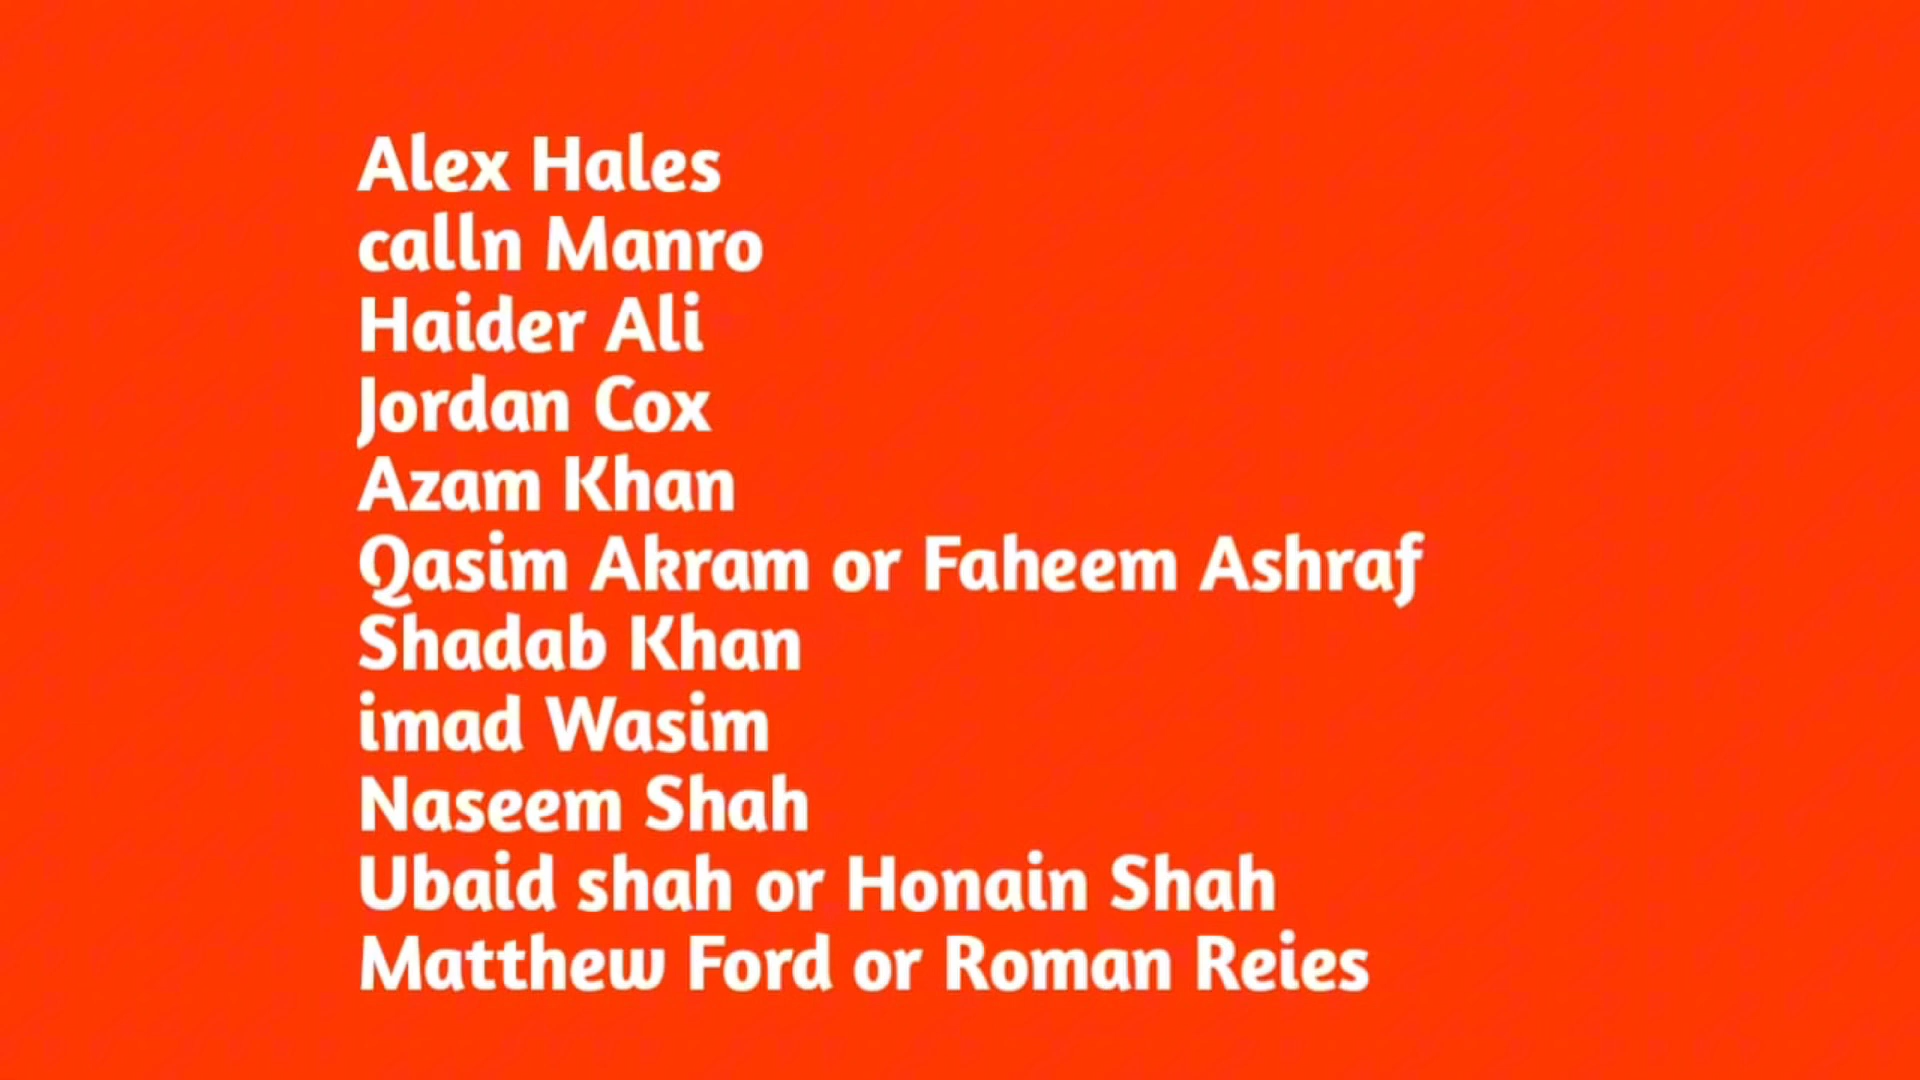 Alex Hales
calln Manro
Haider Ali
Jordan Cox
Azam Khan
Qasim Akram or Faheem Ashraf
Shadab Khan
imad Wasim
Naseem Shah
Ubaid shah or Honain Shah
Matthew Ford or Roman Reies